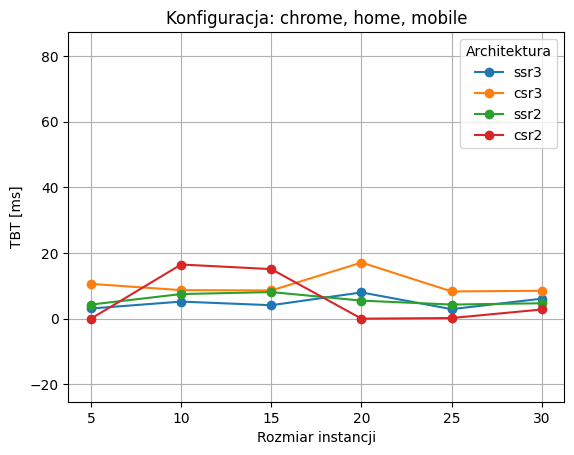 Konfiguracja: chrome, home, mobile
Architektura
ssr3
csr3
ssr2
csr2
TBT [ms]
80
60
40
20
0
−20
5 10 15 20 25 30
Rozmiar instancji